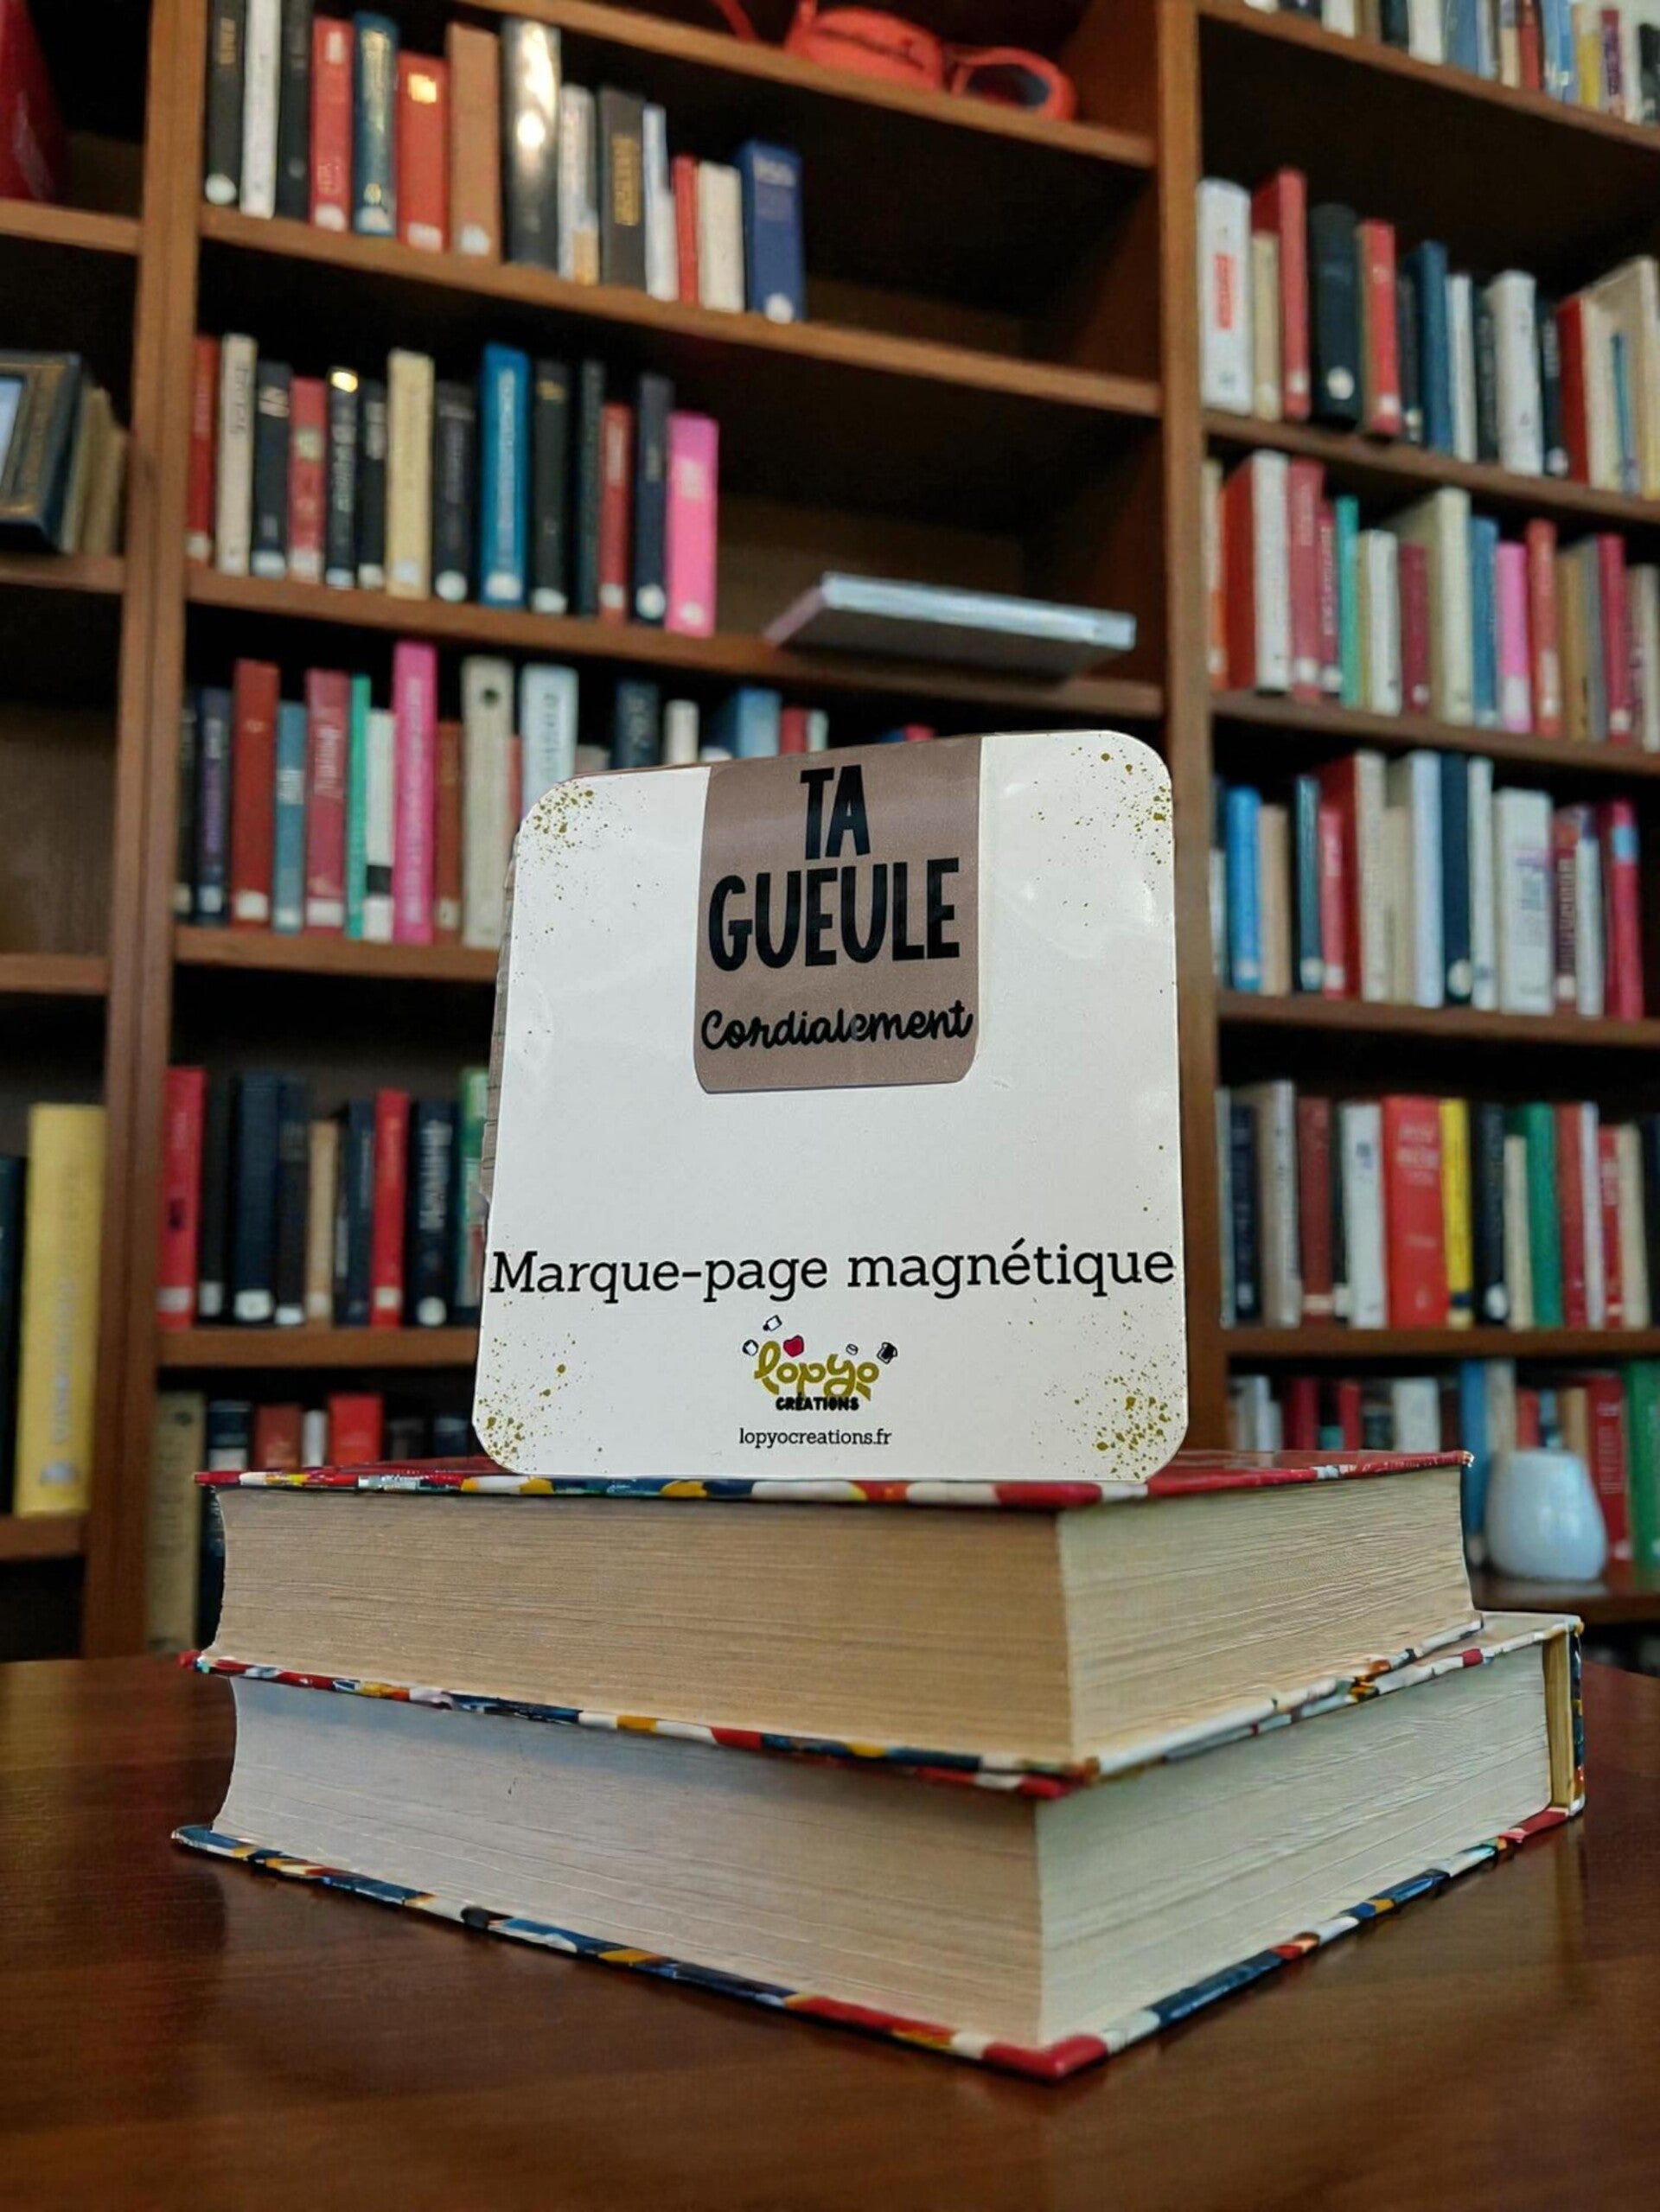 TA
GUEULE
Cordialement
Marque-page magnétique
lopyo
CRÉATIONS
lopyocreations.fr